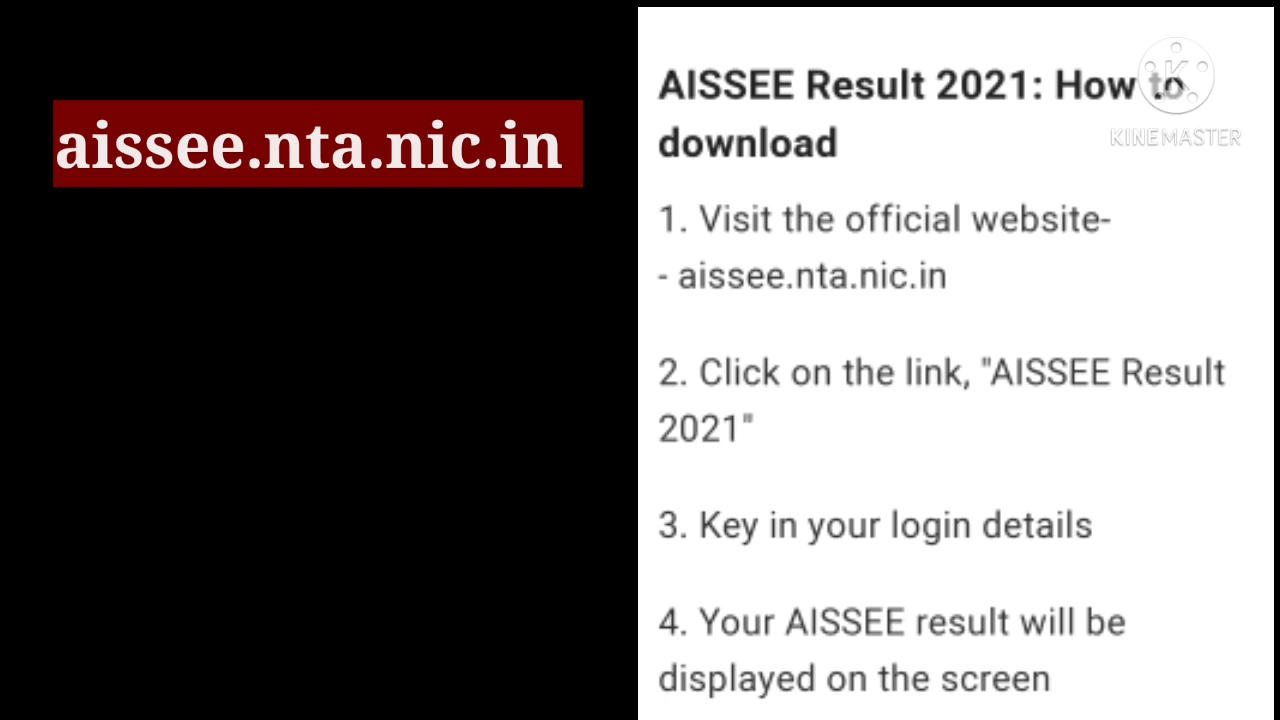 aissee.nta.nic.in
AISSEE Result 2021: How to
download
KINEMASTER
1. Visit the official website-
- aissee.nta.nic.in
2. Click on the link, "AISSEE Result
2021"
3. Key in your login details
4. Your AISSEE result will be
displayed on the screen